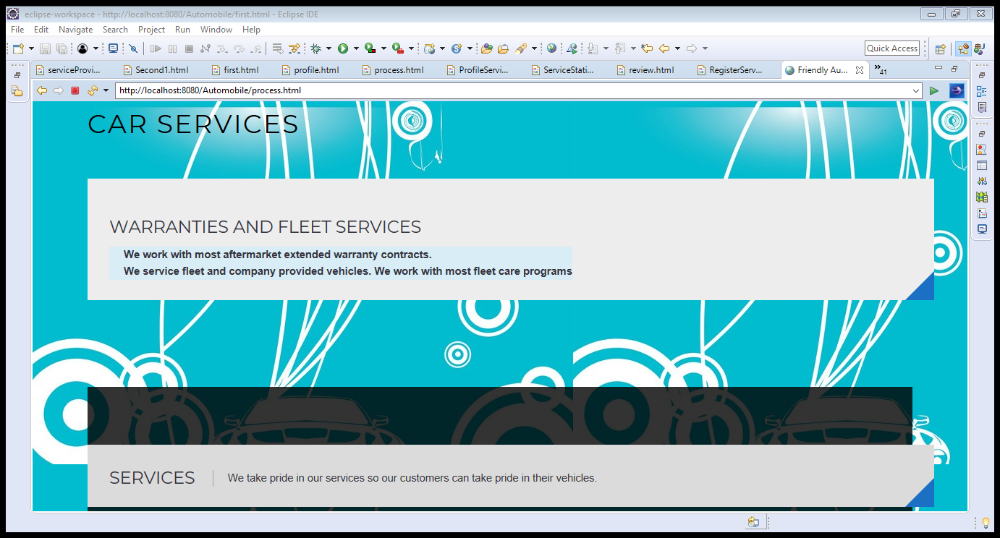 eclipse-workspace - http://localhost:8080/Automobile/first.html - Eclipse IDE
File Edit Navigate Search Project Run Window Help
Quick Access
serviceProvi... Second1.html first.html profile.html process.html ProfileServi... ServiceStati... review.html RegisterServ... Friendly Au... »41
http://localhost:8080/Automobile/process.html
CAR SERVICES
WARRANTIES AND FLEET SERVICES
We work with most aftermarket extended warranty contracts.
We service fleet and company provided vehicles. We work with most fleet care programs
SERVICES We take pride in our services so our customers can take pride in their vehicles.